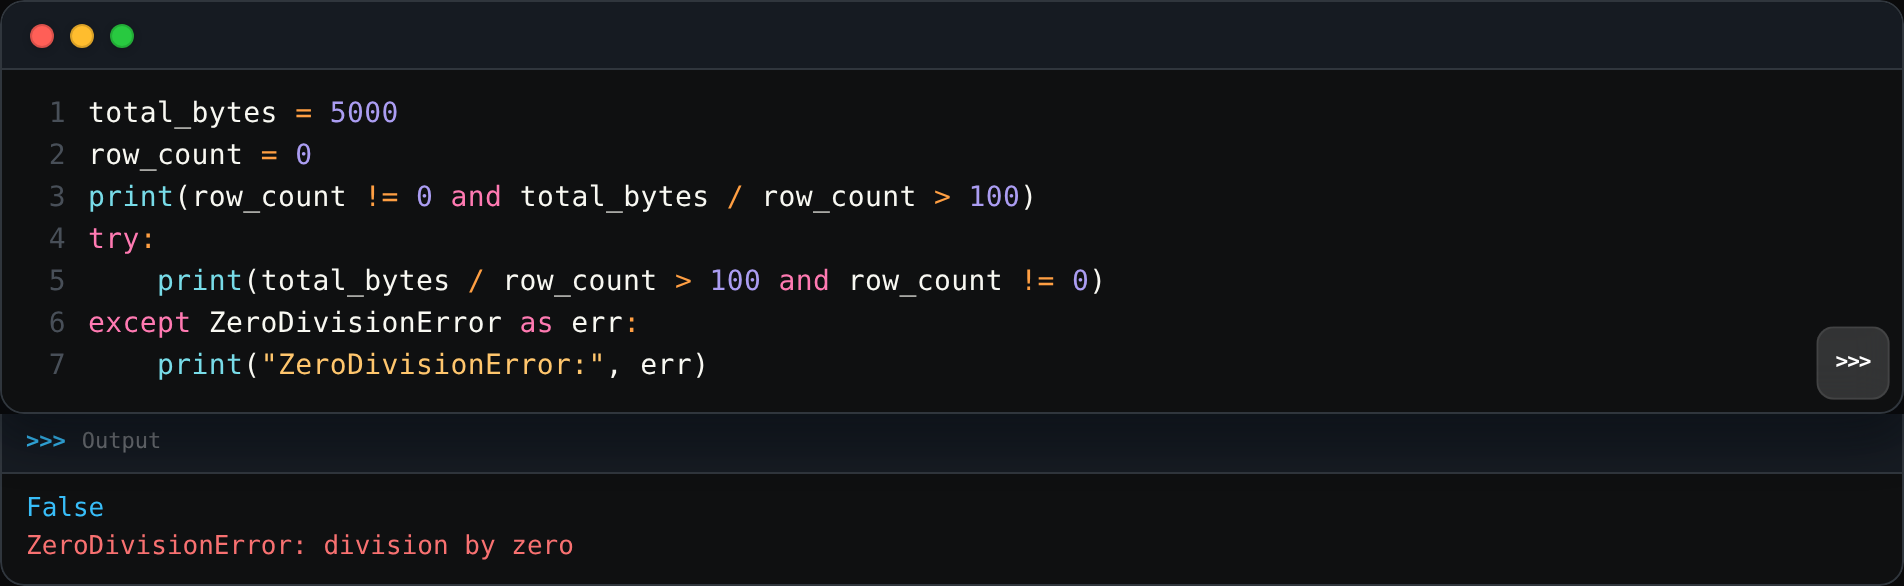 1 total_bytes = 5000
2 row_count = 0
3 print(row_count != 0 and total_bytes / row_count > 100)
4 try:
5     print(total_bytes / row_count > 100 and row_count != 0)
6 except ZeroDivisionError as err:
7     print("ZeroDivisionError:", err)
>>>
>>> Output
False
ZeroDivisionError: division by zero